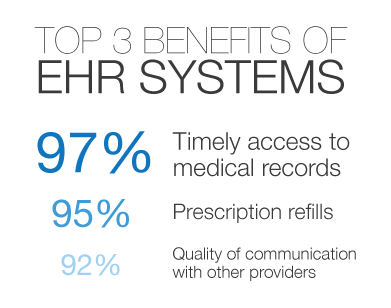 TOP 3 BENEFITS OF
EHR SYSTEMS
97% Timely access to
medical records
95% Prescription refills
92% Quality of communication
with other providers